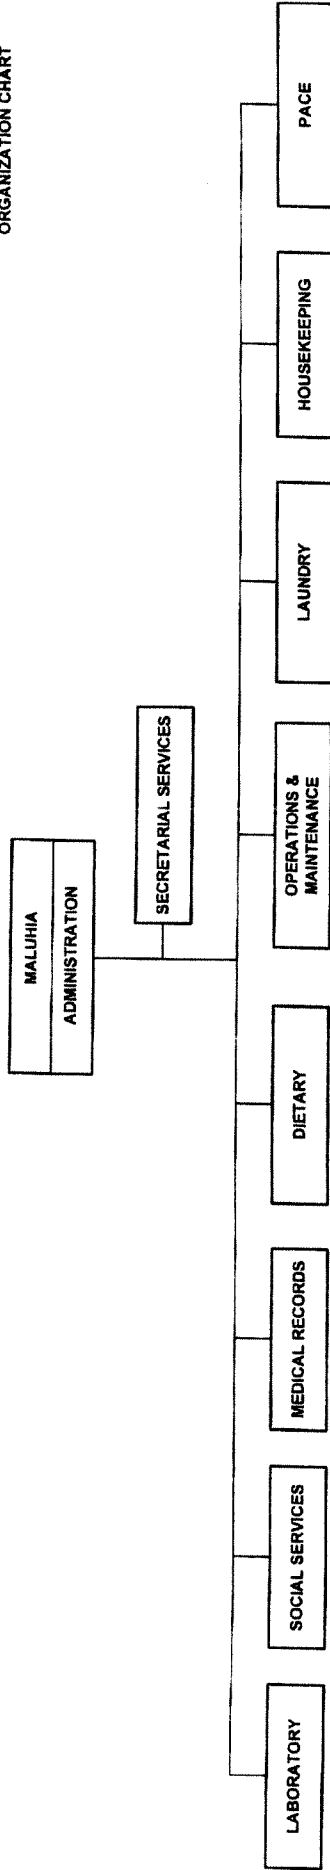 ORGANIZATION CHART
MALUHIA
ADMINISTRATION
SECRETARIAL SERVICES
LABORATORY
SOCIAL SERVICES
MEDICAL RECORDS
DIETARY
OPERATIONS &
MAINTENANCE
LAUNDRY
HOUSEKEEPING
PACE